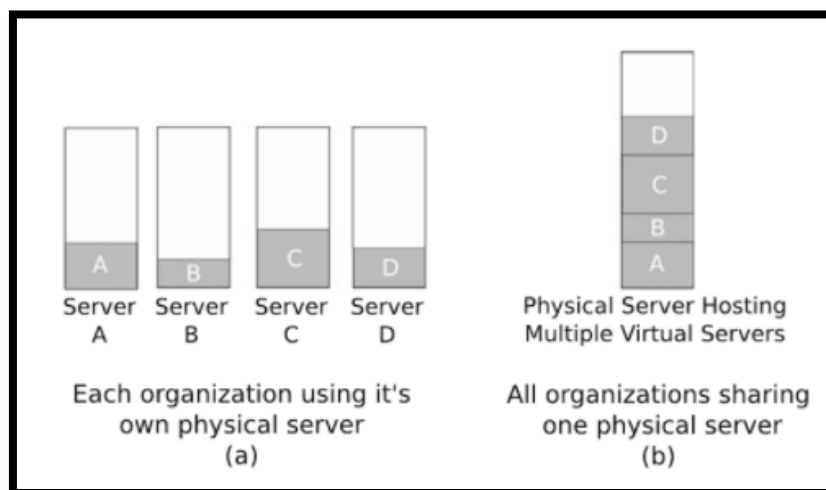 A
B
C
D
Server Server Server Server
A B C D
Each organization using it's
own physical server
(a)
D
C
B
A
Physical Server Hosting
Multiple Virtual Servers
All organizations sharing
one physical server
(b)